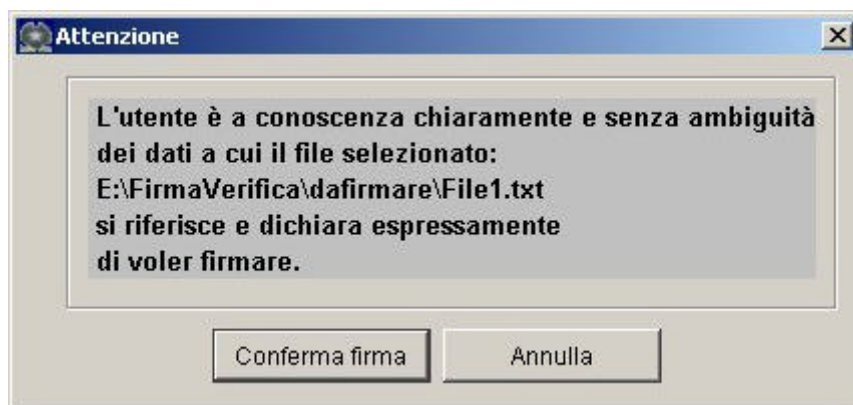 Attenzione
L'utente è a conoscenza chiaramente e senza ambiguità
dei dati a cui il file selezionato:
E:\FirmaVerifica\dafirmare\File1.txt
si riferisce e dichiara espressamente
di voler firmare.
Conferma firma
Annulla